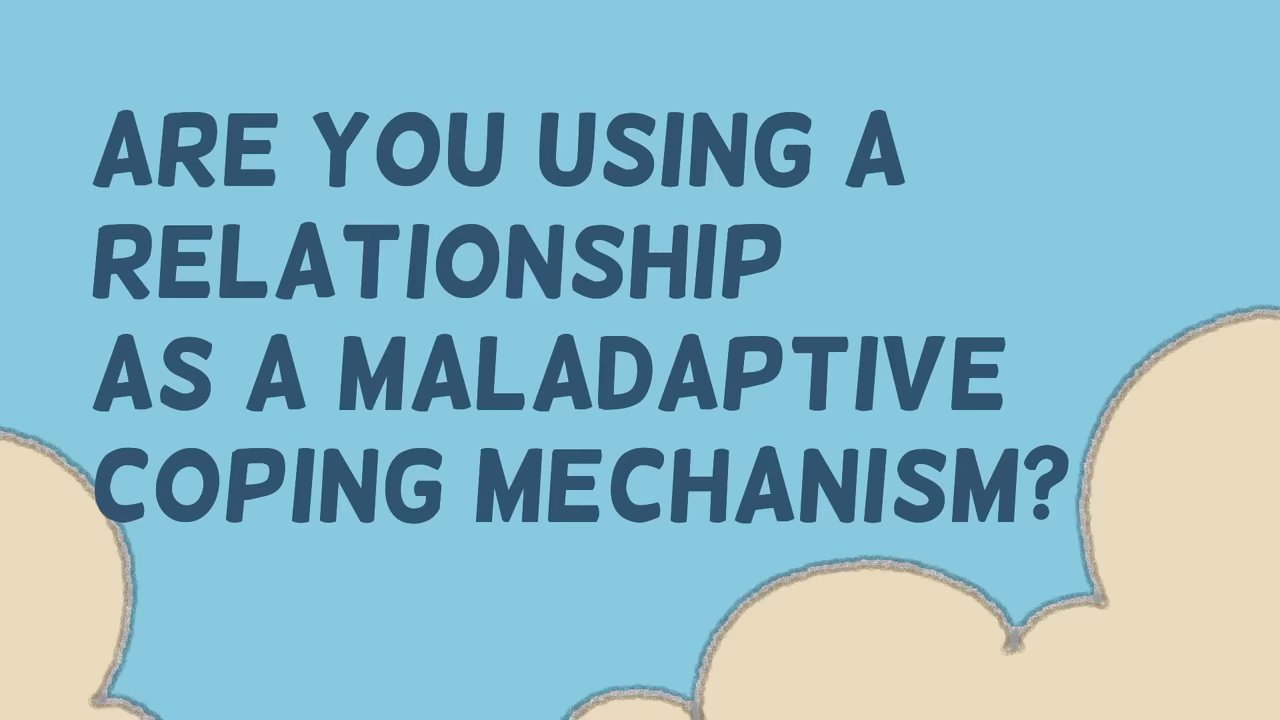 ARE YOU USING A
RELATIONSHIP
AS A MALADAPTIVE
COPING MECHANISM?